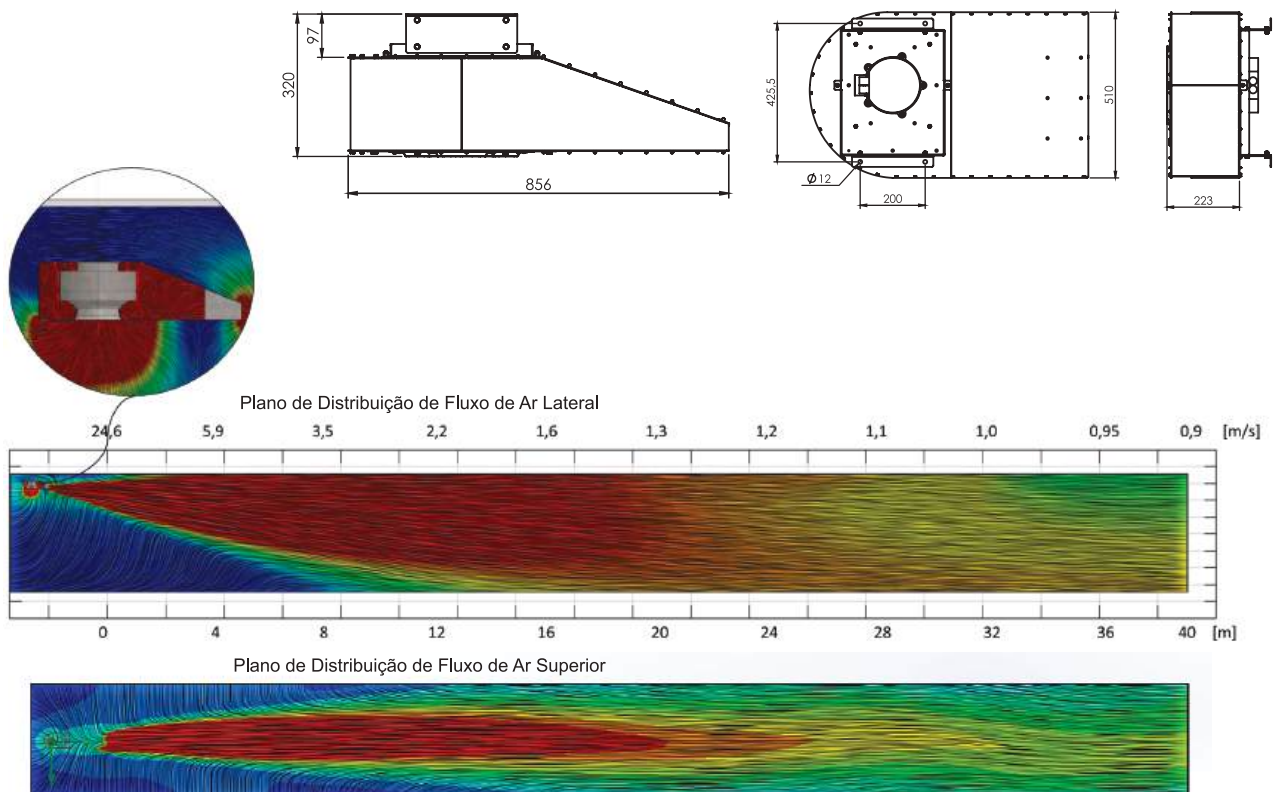 97
320
856
425,5
510
Ø12
200
223
Plano de Distribuição de Fluxo de Ar Lateral
24,6 5,9 3,5 2,2 1,6 1,3 1,2 1,1 1,0 0,95 0,9 [m/s]
0 4 8 12 16 20 24 28 32 36 40 [m]
Plano de Distribuição de Fluxo de Ar Superior